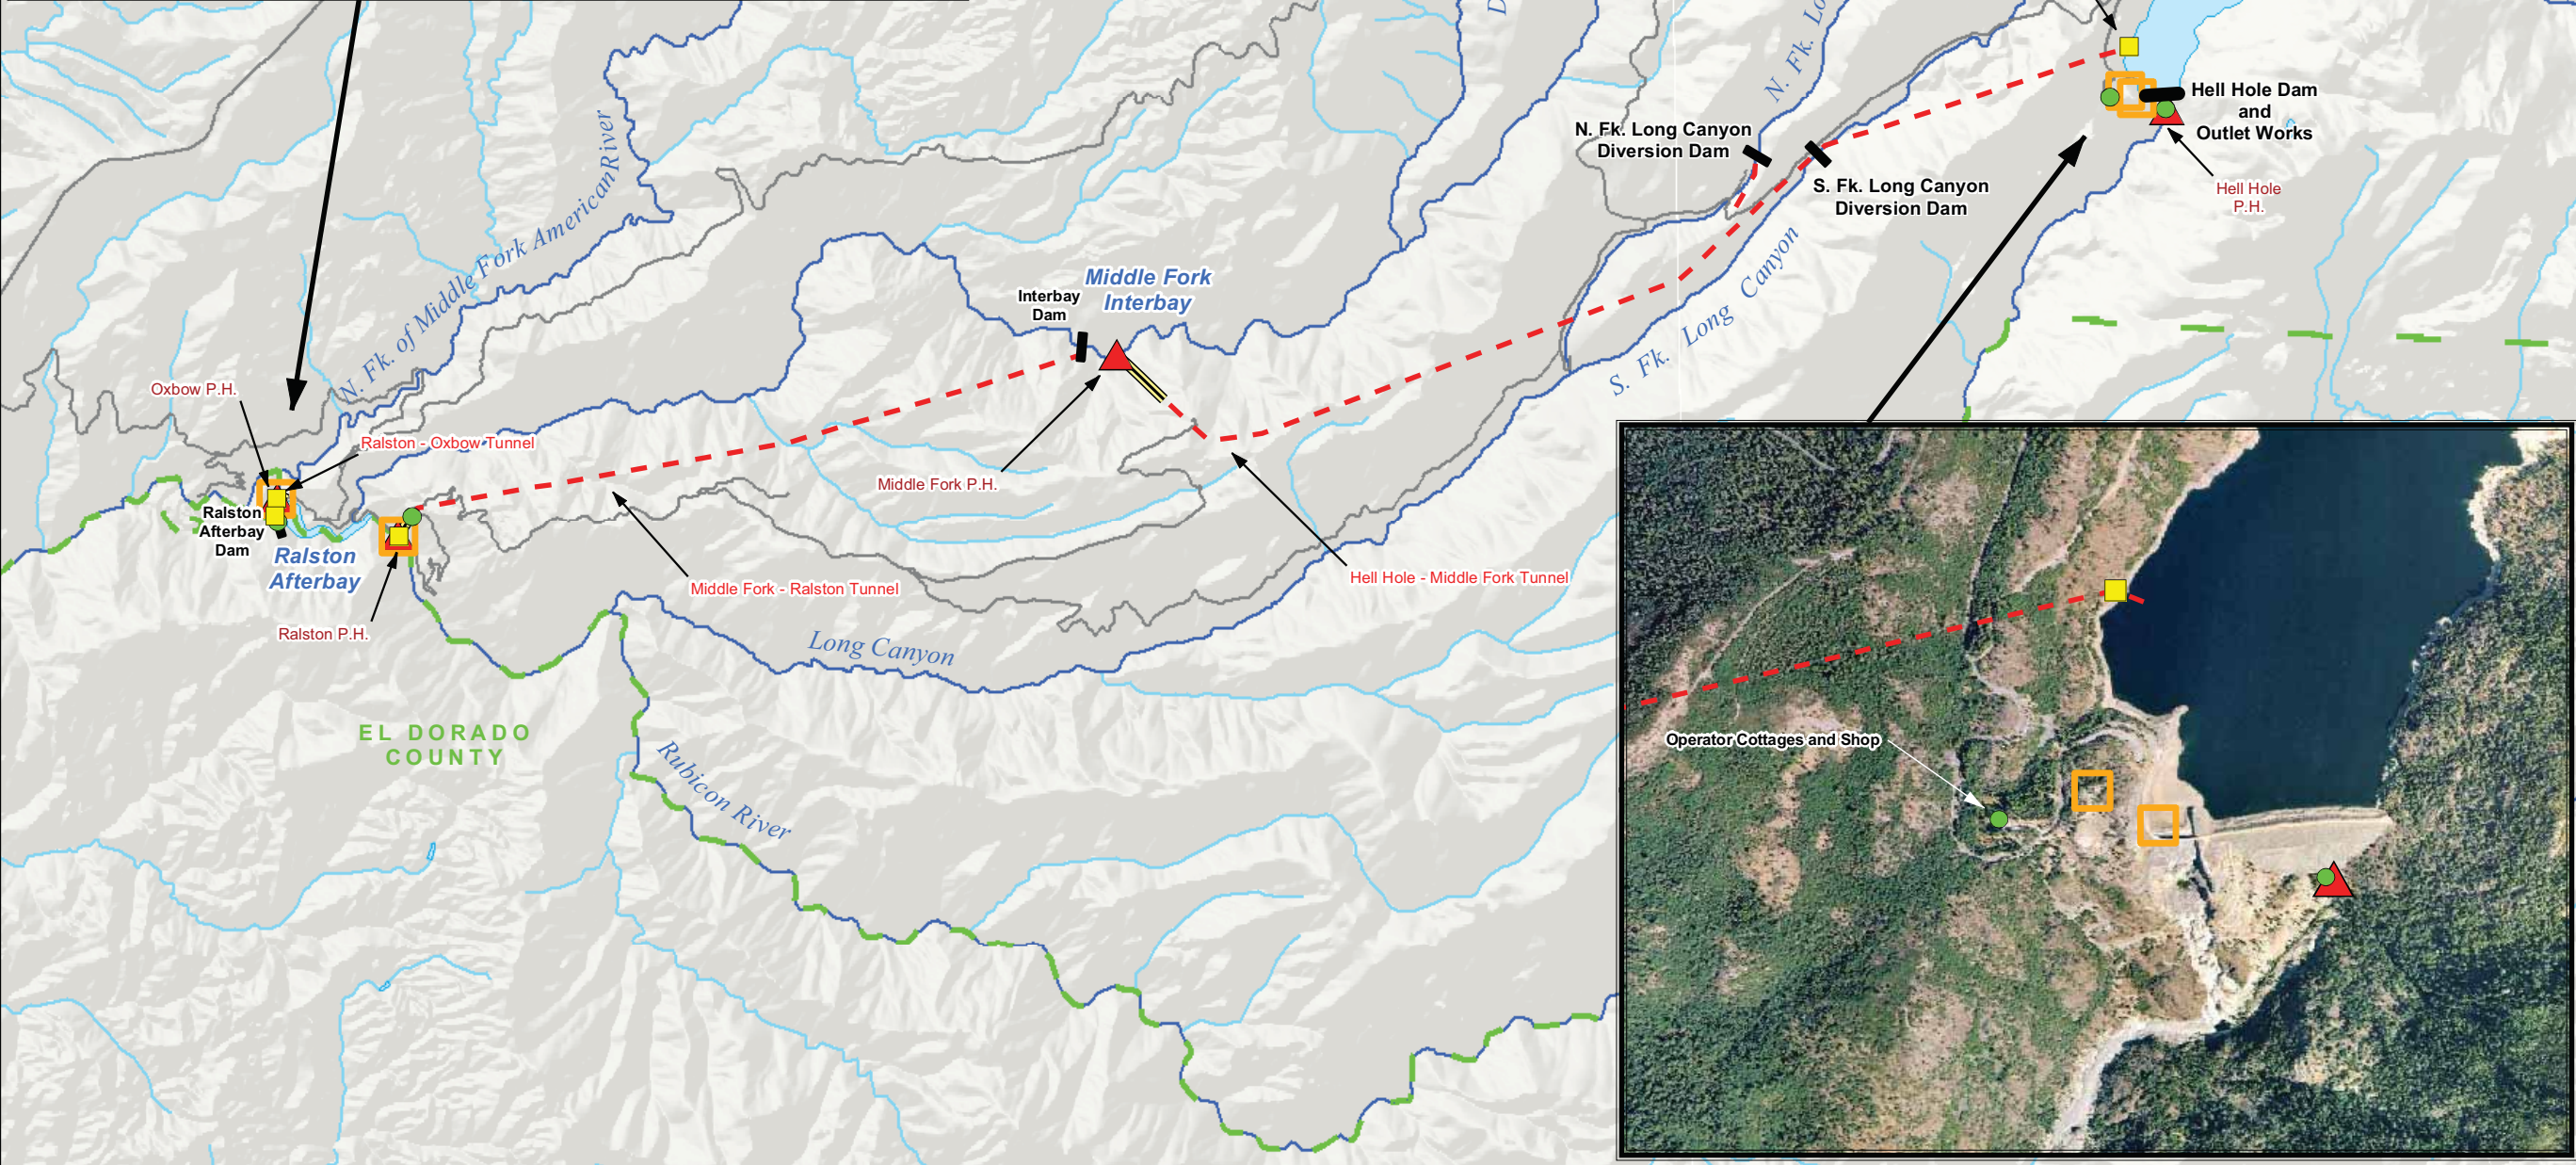 D
N. Fk. Lo
N. Fk. Lo
Hell Hole Dam
and
Outlet Works
N. Fk. Long Canyon
Diversion Dam
S. Fk. Long Canyon
Diversion Dam
Hell Hole
P.H.
N. Fk. of Middle Fork American River
Middle Fork
Interbay
Interbay
Dam
S. Fk. Long Canyon
Oxbow P.H.
Ralston - Oxbow Tunnel
Middle Fork P.H.
Ralston
Afterbay
Dam
Ralston
Afterbay
Middle Fork - Ralston Tunnel
Hell Hole - Middle Fork Tunnel
Ralston P.H.
Long Canyon
EL DORADO
COUNTY
Rubicon River
Operator Cottages and Shop